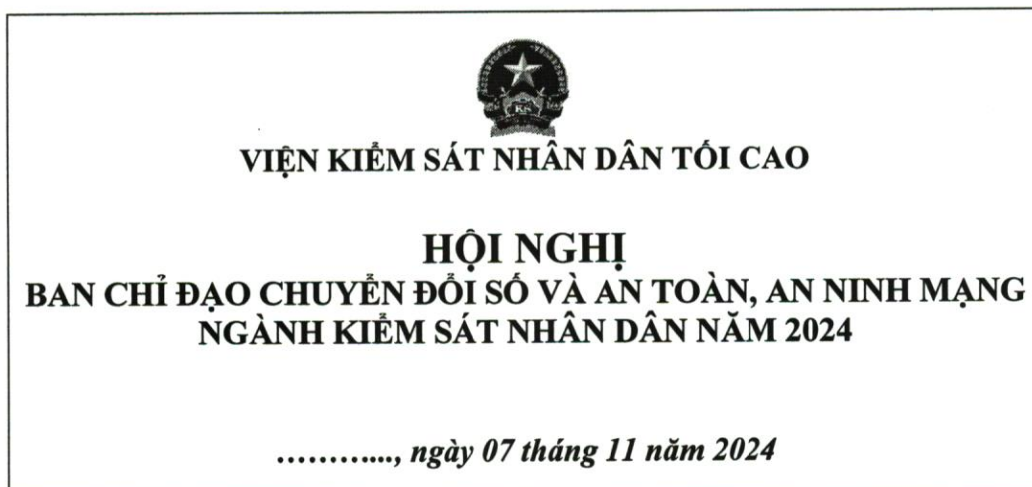 VIỆN KIỂM SÁT NHÂN DÂN TỐI CAO
HỘI NGHỊ
BAN CHỈ ĐẠO CHUYỂN ĐỔI SỐ VÀ AN TOÀN, AN NINH MẠNG
NGÀNH KIỂM SÁT NHÂN DÂN NĂM 2024
…………, ngày 07 tháng 11 năm 2024